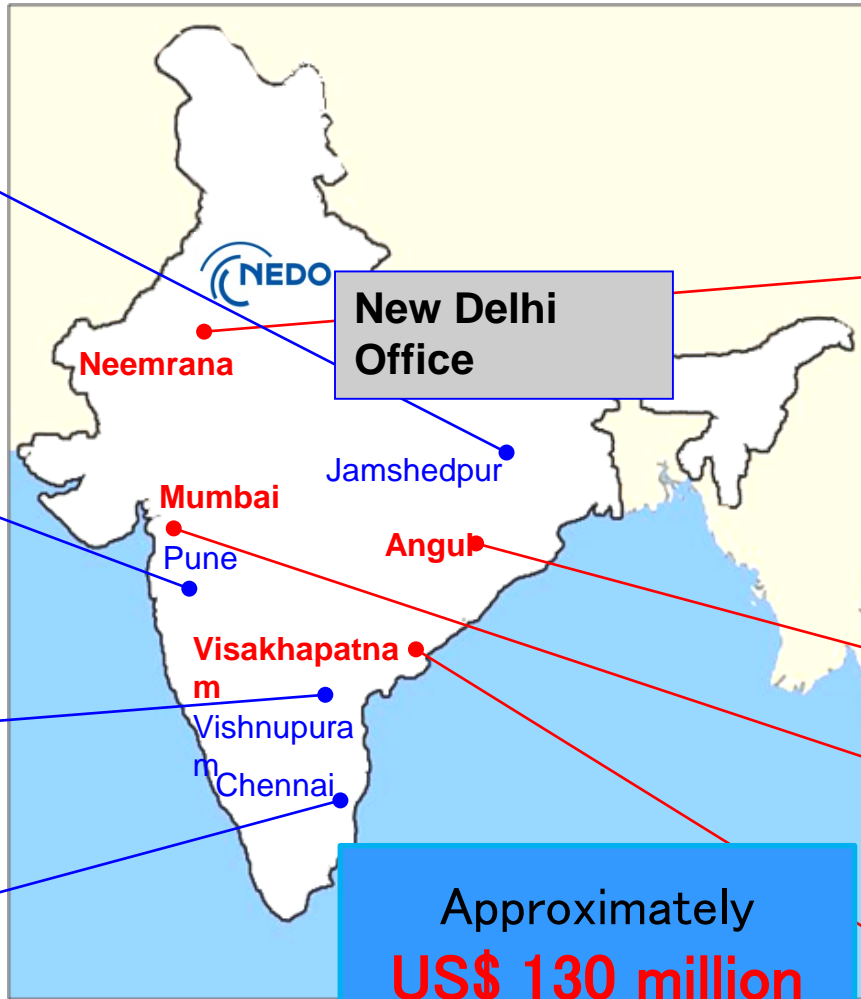 NEDO
New Delhi
Office
Neemrana
Jamshedpur
Mumbai
Angul
Pune
Visakhapatna
m
Vishnupura
m
Chennai
Approximately
US$ 130 million